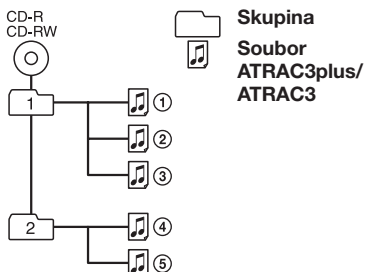 CD-R
CD-RW
Skupina
Soubor
ATRAC3plus/
ATRAC3
1
①
②
③
2
④
⑤